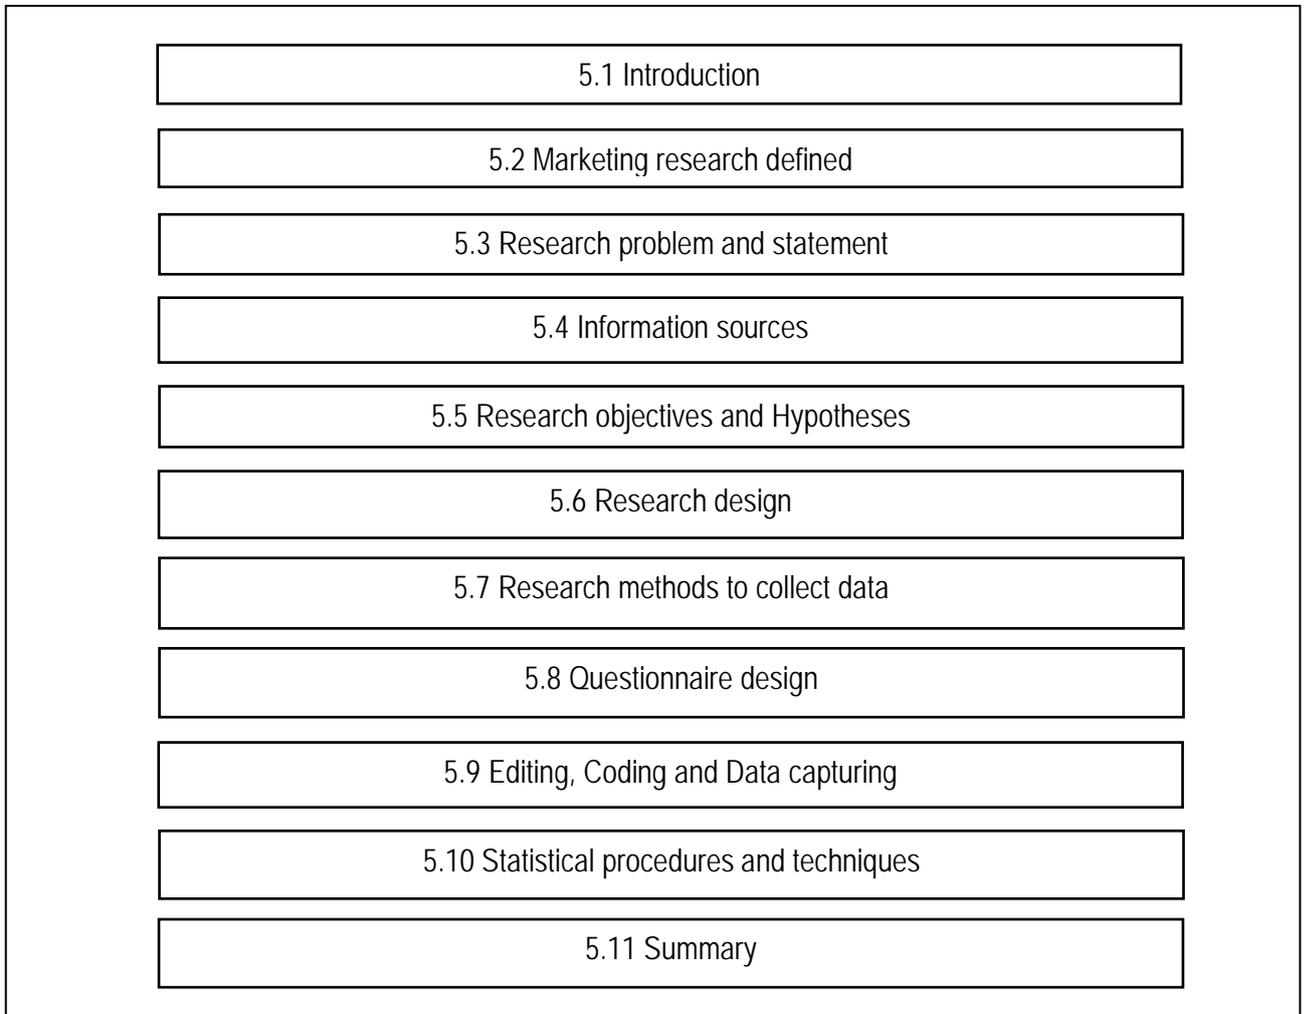 5.1 Introduction
5.2 Marketing research defined
5.3 Research problem and statement
5.4 Information sources
5.5 Research objectives and Hypotheses
5.6 Research design
5.7 Research methods to collect data
5.8 Questionnaire design
5.9 Editing, Coding and Data capturing
5.10 Statistical procedures and techniques
5.11 Summary